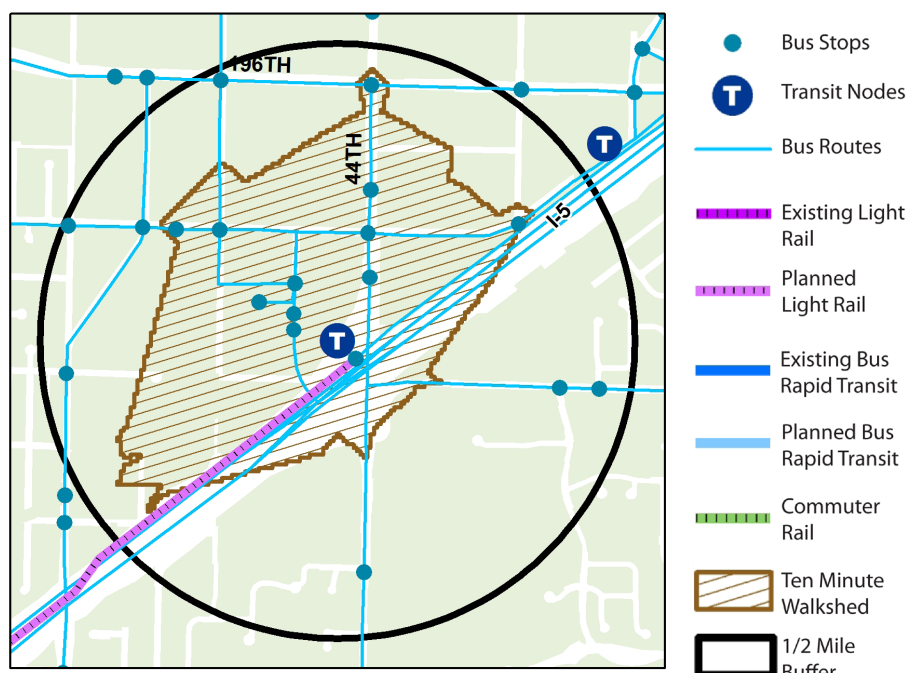 196TH
44TH
I-5
T
T
Bus Stops
T
Transit Nodes
Bus Routes
Existing Light
Rail
Planned
Light Rail
Existing Bus
Rapid Transit
Planned Bus
Rapid Transit
Commuter
Rail
Ten Minute
Walkshed
1/2 Mile
Buffer